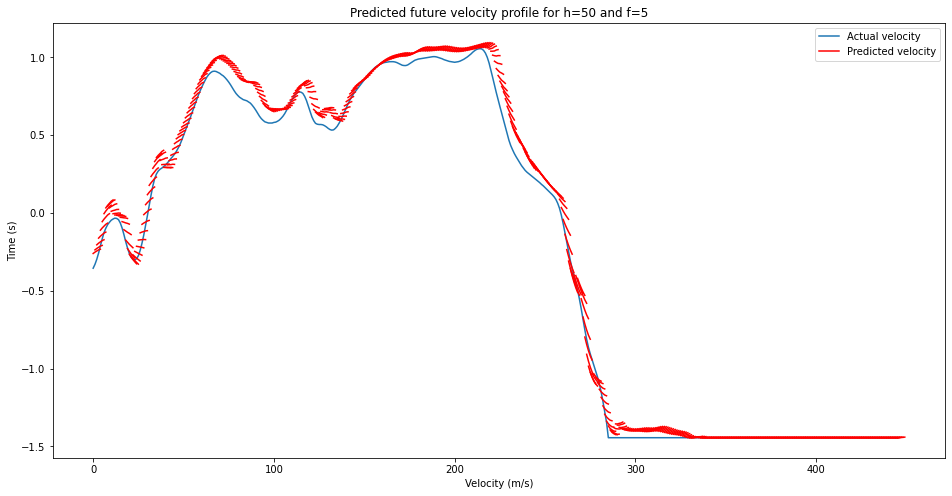 Predicted future velocity profile for h=50 and f=5
Actual velocity
Predicted velocity
Time (s)
1.0
0.5
0.0
−0.5
−1.0
−1.5
0
100
200
300
400
Velocity (m/s)